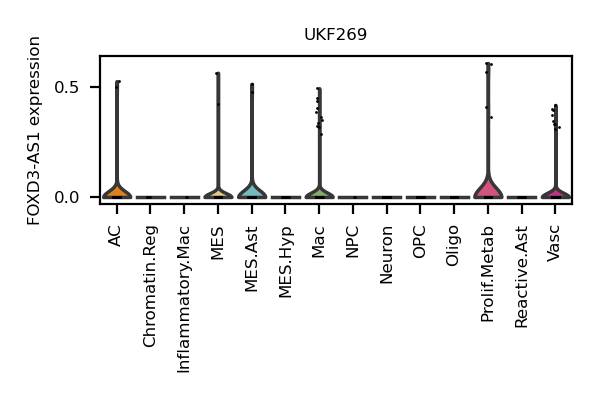 UKF269
FOXD3-AS1 expression
0.5
0.0
AC
Chromatin.Reg
Inflammatory.Mac
MES
MES.Ast
MES.Hyp
Mac
NPC
Neuron
OPC
Oligo
Prolif.Metab
Reactive.Ast
Vasc